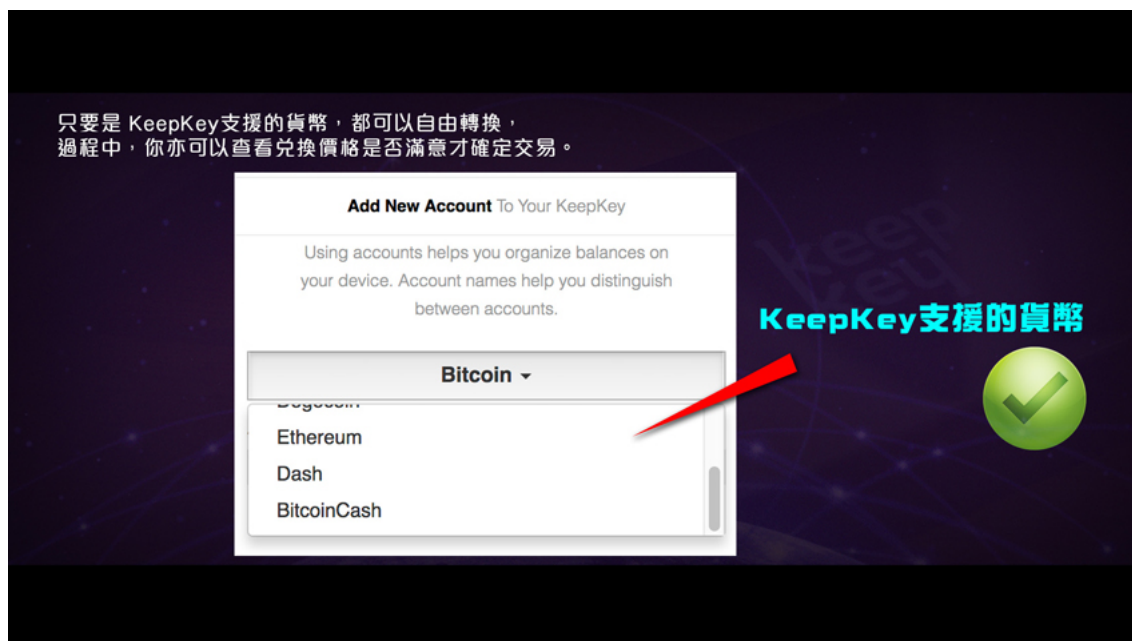 只要是 KeepKey支援的貨幣，都可以自由轉換，
過程中，你亦可以查看兌換價格是否滿意才確定交易。
Add New Account To Your KeepKey
Using accounts helps you organize balances on
your device. Account names help you distinguish
between accounts.
keep
key
KeepKey支援的貨幣
Bitcoin
Ethereum
Dash
BitcoinCash